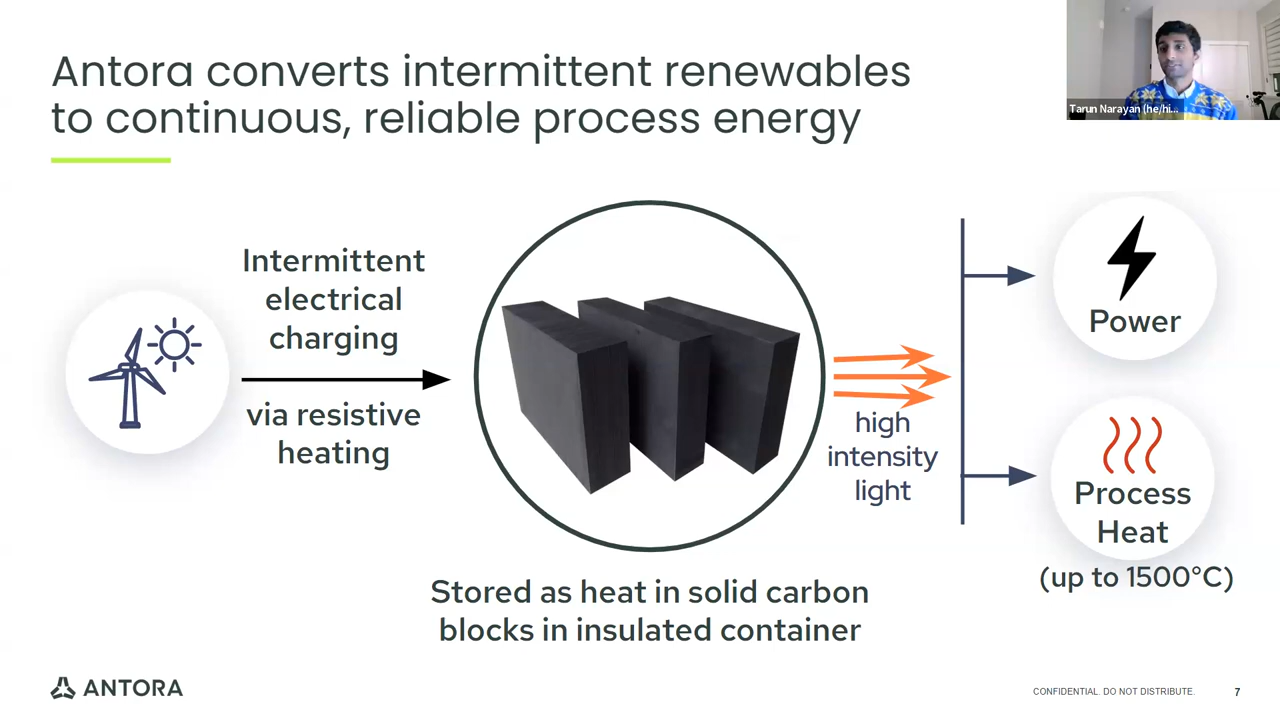 Antora converts intermittent renewables
to continuous, reliable process energy
Tarun Narayan (he/hi...
Intermittent
electrical
charging
via resistive
heating
high
intensity
light
Power
Process
Heat
(up to 1500°C)
Stored as heat in solid carbon
blocks in insulated container
ANTORA
CONFIDENTIAL. DO NOT DISTRIBUTE.
7